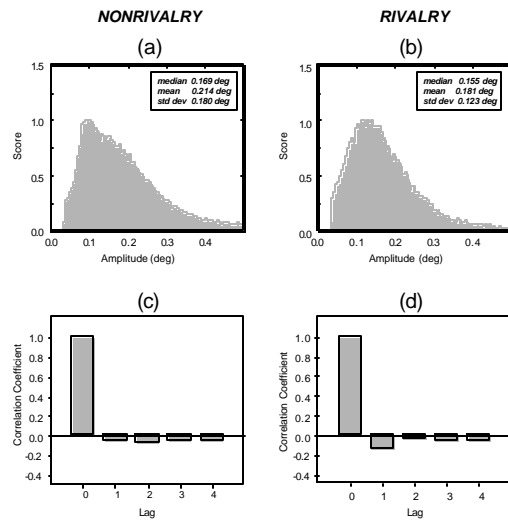 NONRIVALRY
RIVALRY
(a)
(b)
1.5
1.0
0.5
0.0
Score
median 0.169 deg
mean 0.214 deg
std dev 0.180 deg
0.0 0.1 0.2 0.3 0.4
Amplitude (deg)
1.5
1.0
0.5
0.0
Score
median 0.155 deg
mean 0.181 deg
std dev 0.123 deg
0.0 0.1 0.2 0.3 0.4
Amplitude (deg)
(c)
(d)
Correlation Coefficient
1.0
0.8
0.6
0.4
0.2
0.0
-0.2
-0.4
0 1 2 3 4
Lag
Correlation Coefficient
1.0
0.8
0.6
0.4
0.2
0.0
-0.2
-0.4
0 1 2 3 4
Lag